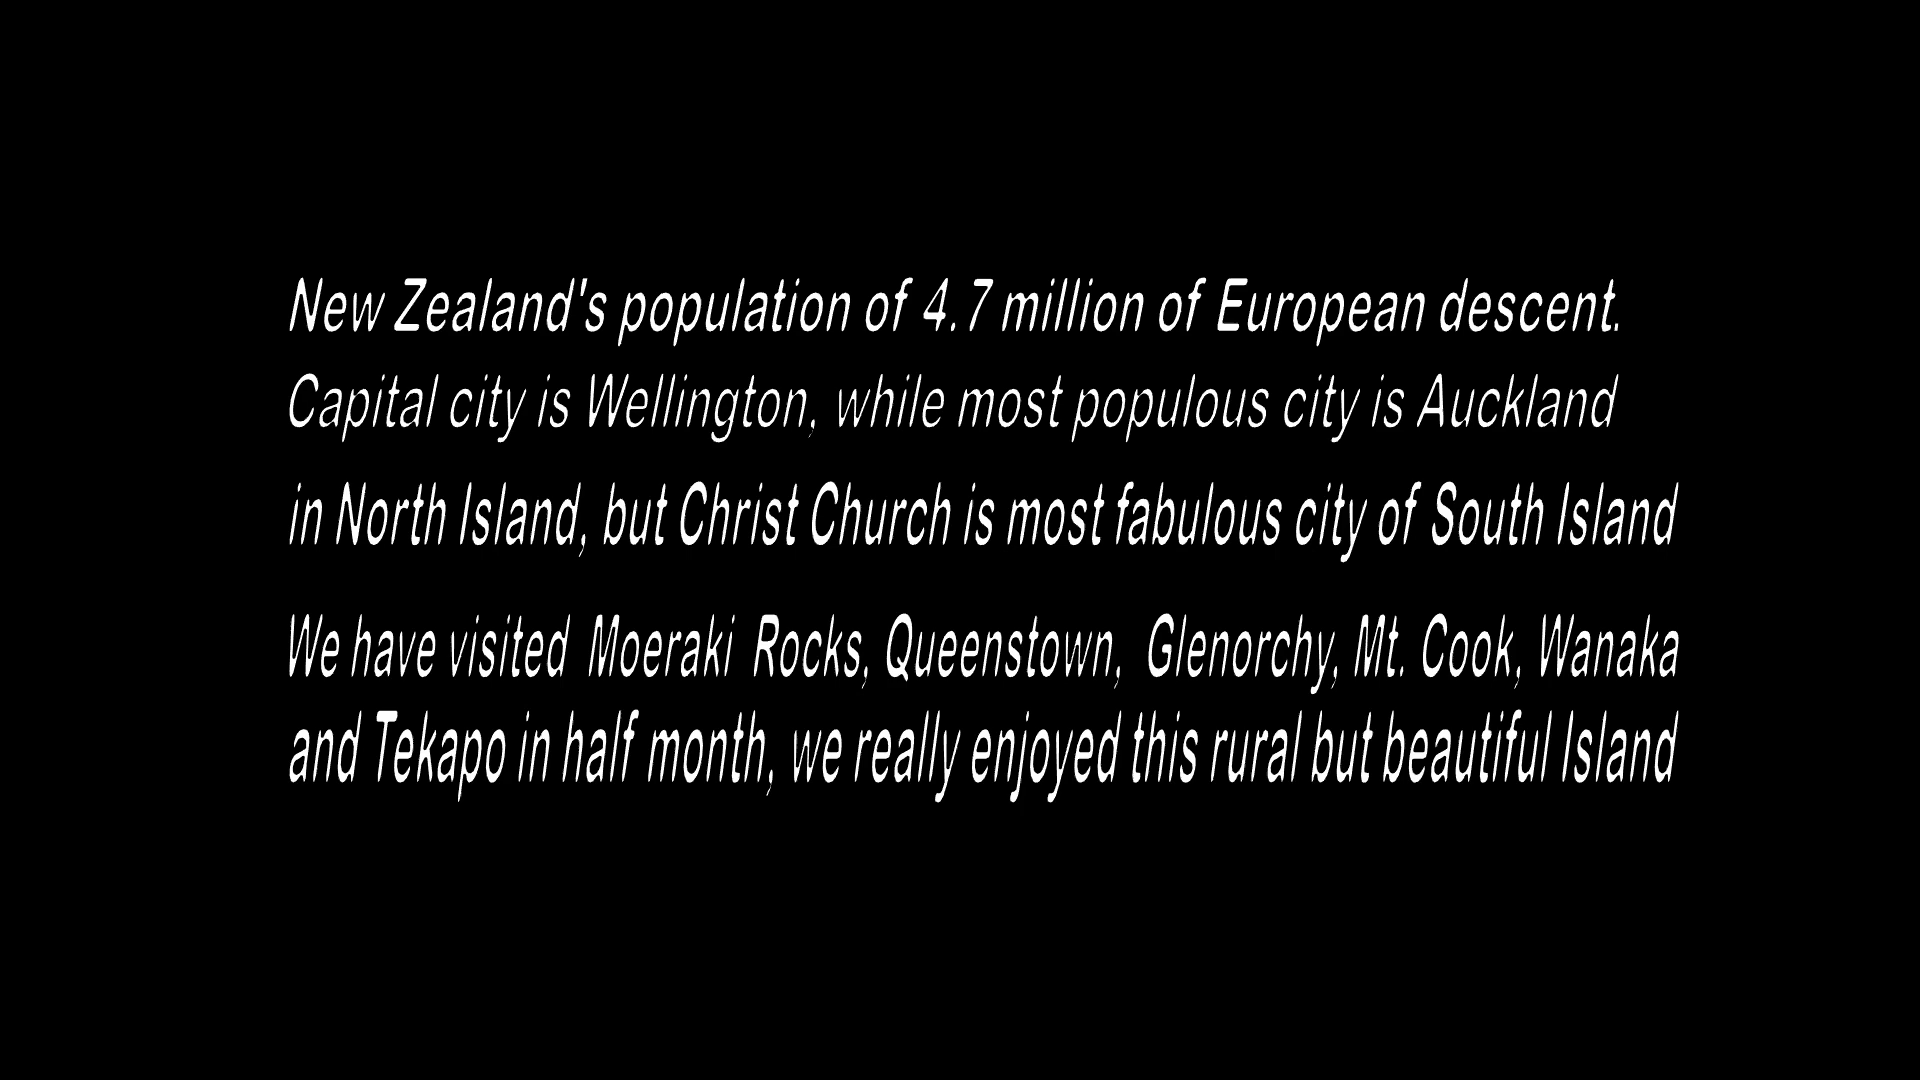 New Zealand's population of 4.7 million of European descent.
Capital city is Wellington, while most populous city is Auckland
in North Island, but Christ Church is most fabulous city of South Island
We have visited Moeraki Rocks, Queenstown, Glenorchy, Mt. Cook, Wanaka
and Tekapo in half month, we really enjoyed this rural but beautiful Island